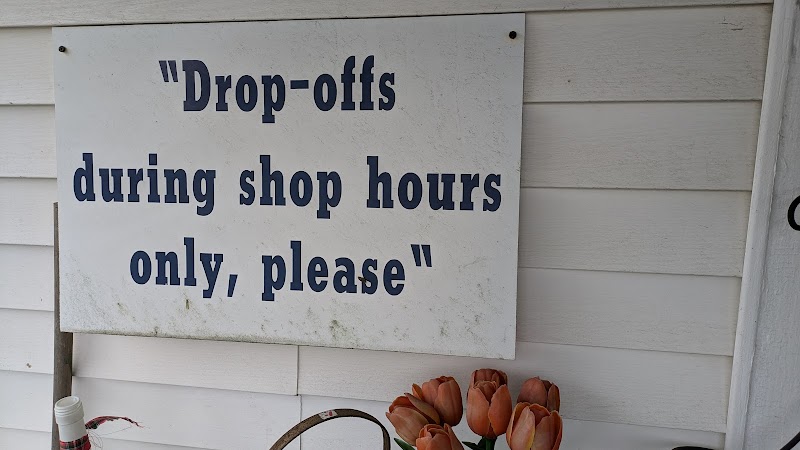 "Drop-offs
during shop hours
only, please"